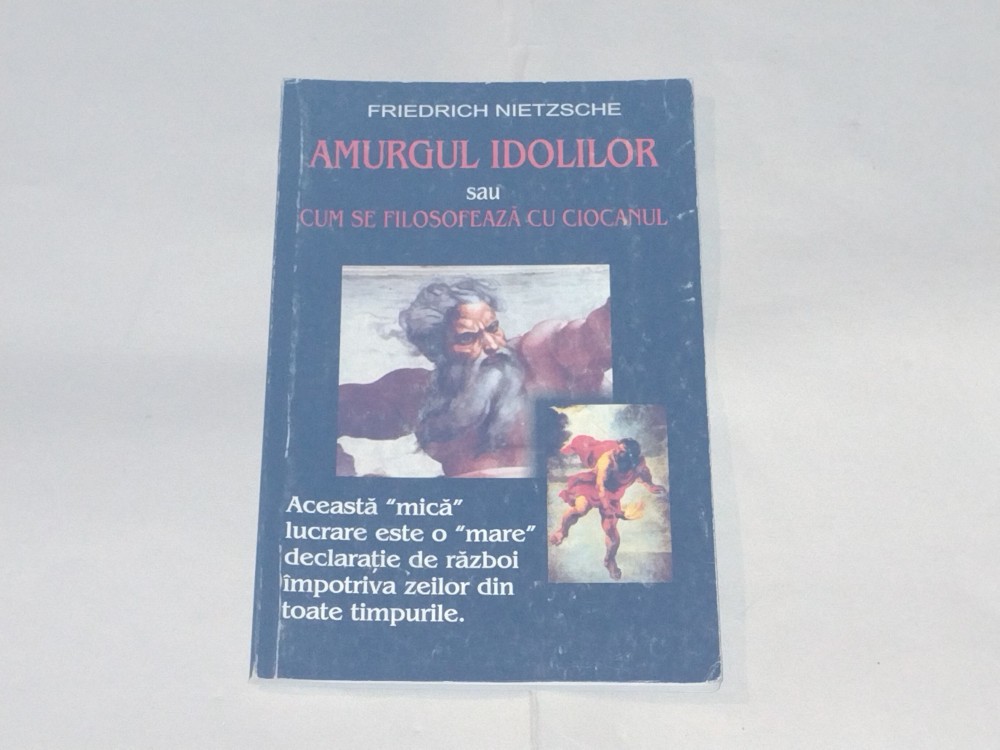 FRIEDRICH NIETZSCHE
AMURGUL IDOLILOR
sau
CUM SE FILOSOFEAZĂ CU CIOCANUL
Această “mică”
lucrare este o “mare”
declarație de război
împotriva zeilor din
toate timpurile.